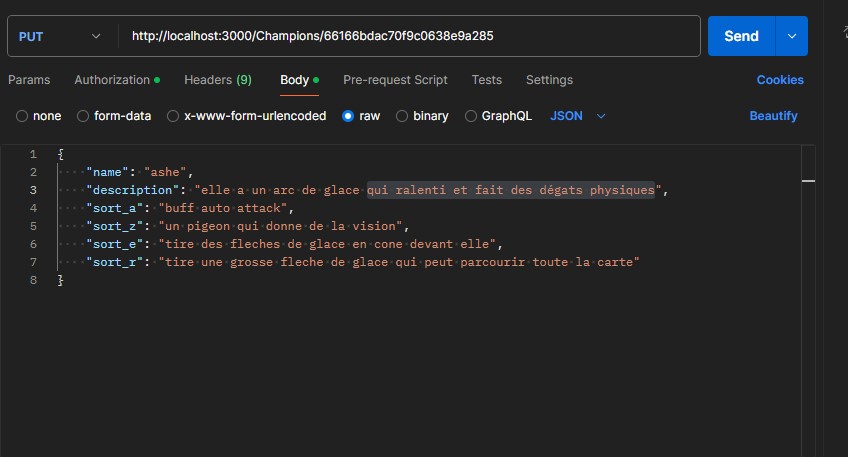 PUT http://localhost:3000/Champions/66166bdac70f9c0638e9a285 Send
Params Authorization Headers (9) Body Pre-request Script Tests Settings Cookies
none form-data x-www-form-urlencoded raw binary GraphQL JSON Beautify
1 {
2 "name": "ashe",
3 "description": "elle a un arc de glace qui ralenti et fait des dégats physiques",
4 "sort_a": "buff auto attack",
5 "sort_z": "un pigeon qui donne de la vision",
6 "sort_e": "tire des fleches de glace en cone devant elle",
7 "sort_r": "tire une grosse fleche de glace qui peut parcourir toute la carte"
8 }